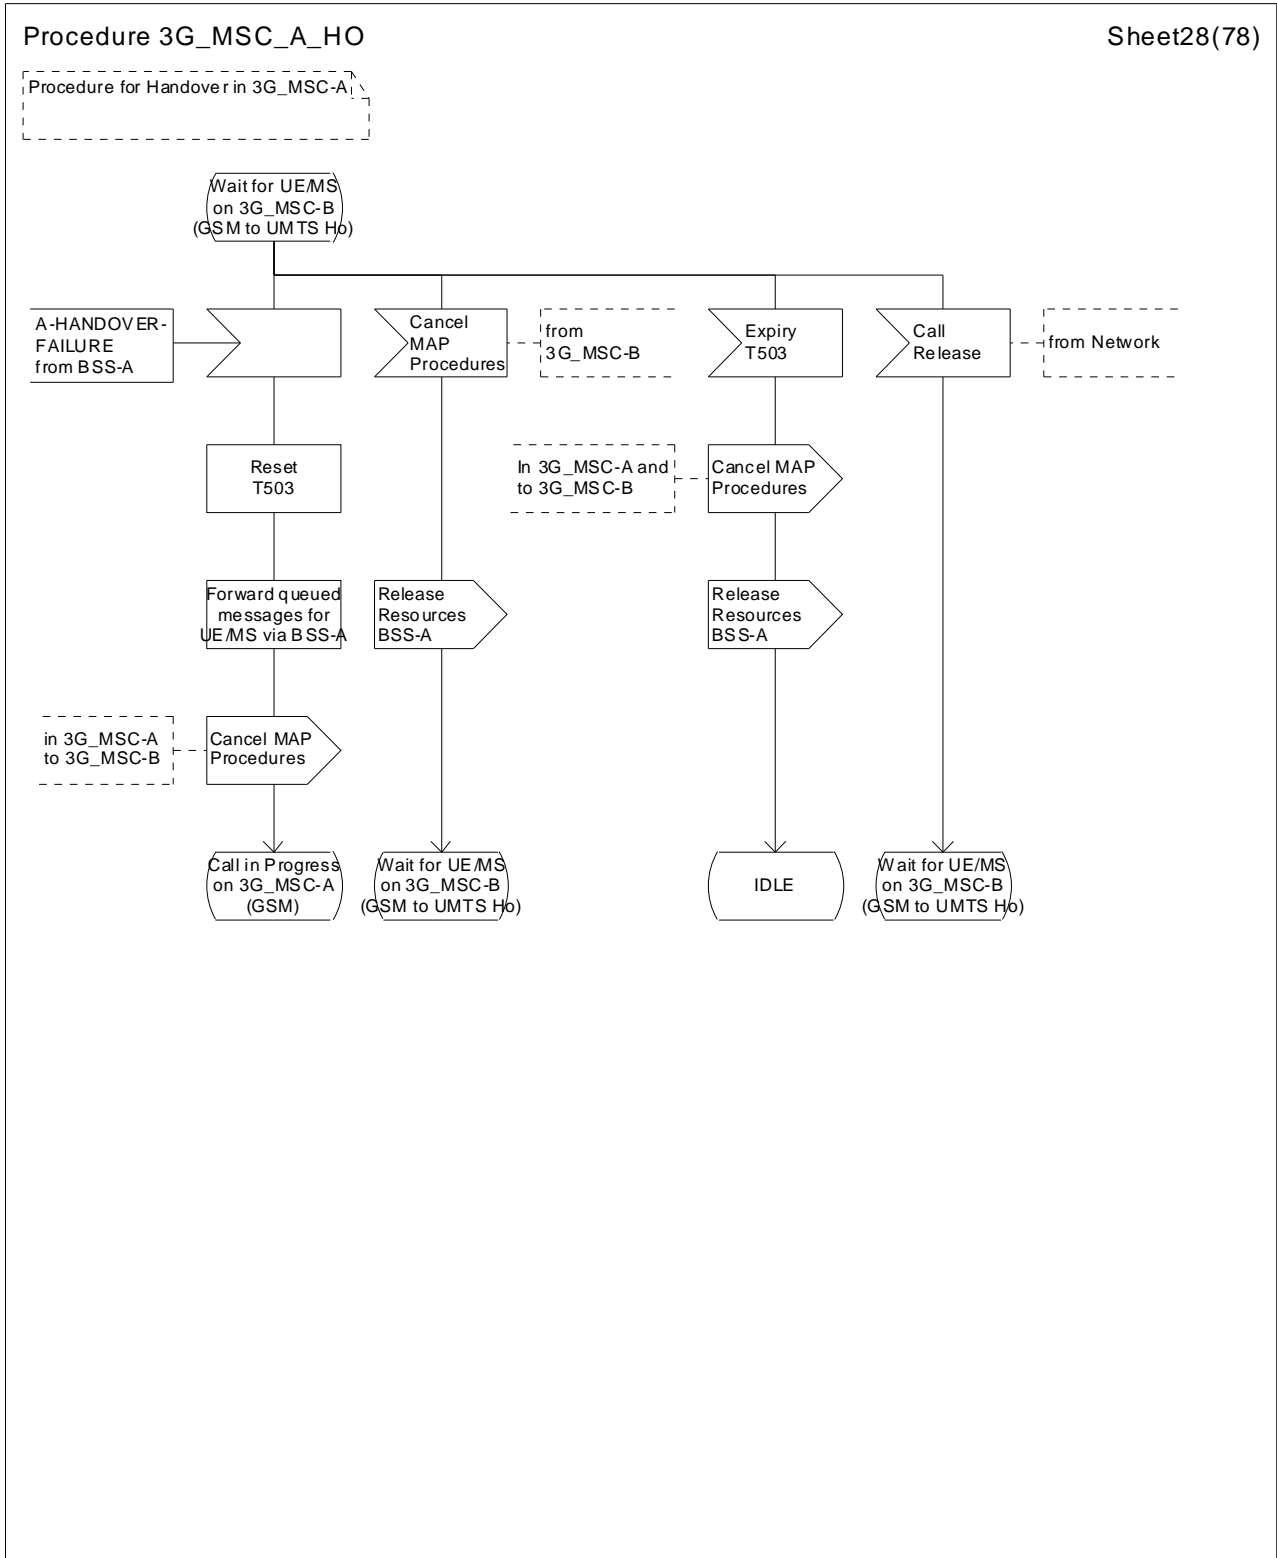 Procedure 3G_MSC_A_HO
Sheet28(78)
Procedure for Handover in 3G_MSC-A
Wait for UE/MS
on 3G_MSC-B
(GSM to UMTS Ho)
A-HANDOVER-
FAILURE
from BSS-A
Cancel
MAP
Procedures
from
3G_MSC-B
Expiry
T503
Call
Release
from Network
Reset
T503
In 3G_MSC-A and
to 3G_MSC-B
Cancel MAP
Procedures
Forward queued
messages for
UE/MS via BSS-A
Release
Resources
BSS-A
Release
Resources
BSS-A
in 3G_MSC-A
to 3G_MSC-B
Cancel MAP
Procedures
Call in Progress
on 3G_MSC-A
(GSM)
Wait for UE/MS
on 3G_MSC-B
(GSM to UMTS Ho)
IDLE
Wait for UE/MS
on 3G_MSC-B
(GSM to UMTS Ho)